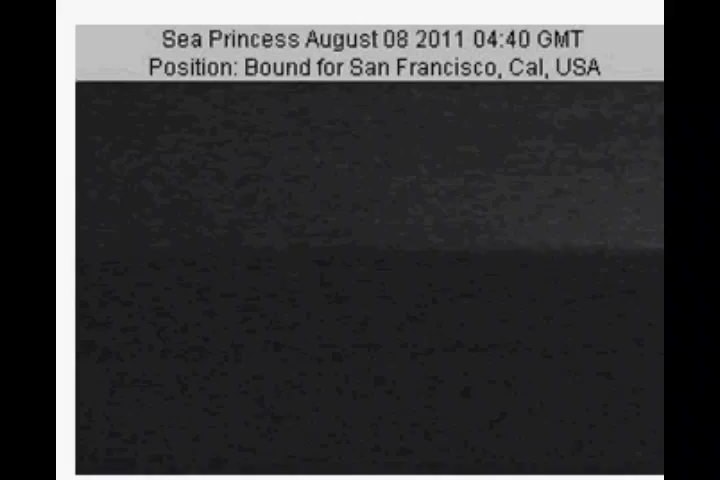 Sea Princess August 08 2011 04:40 GMT
Position: Bound for San Francisco, Cal, USA